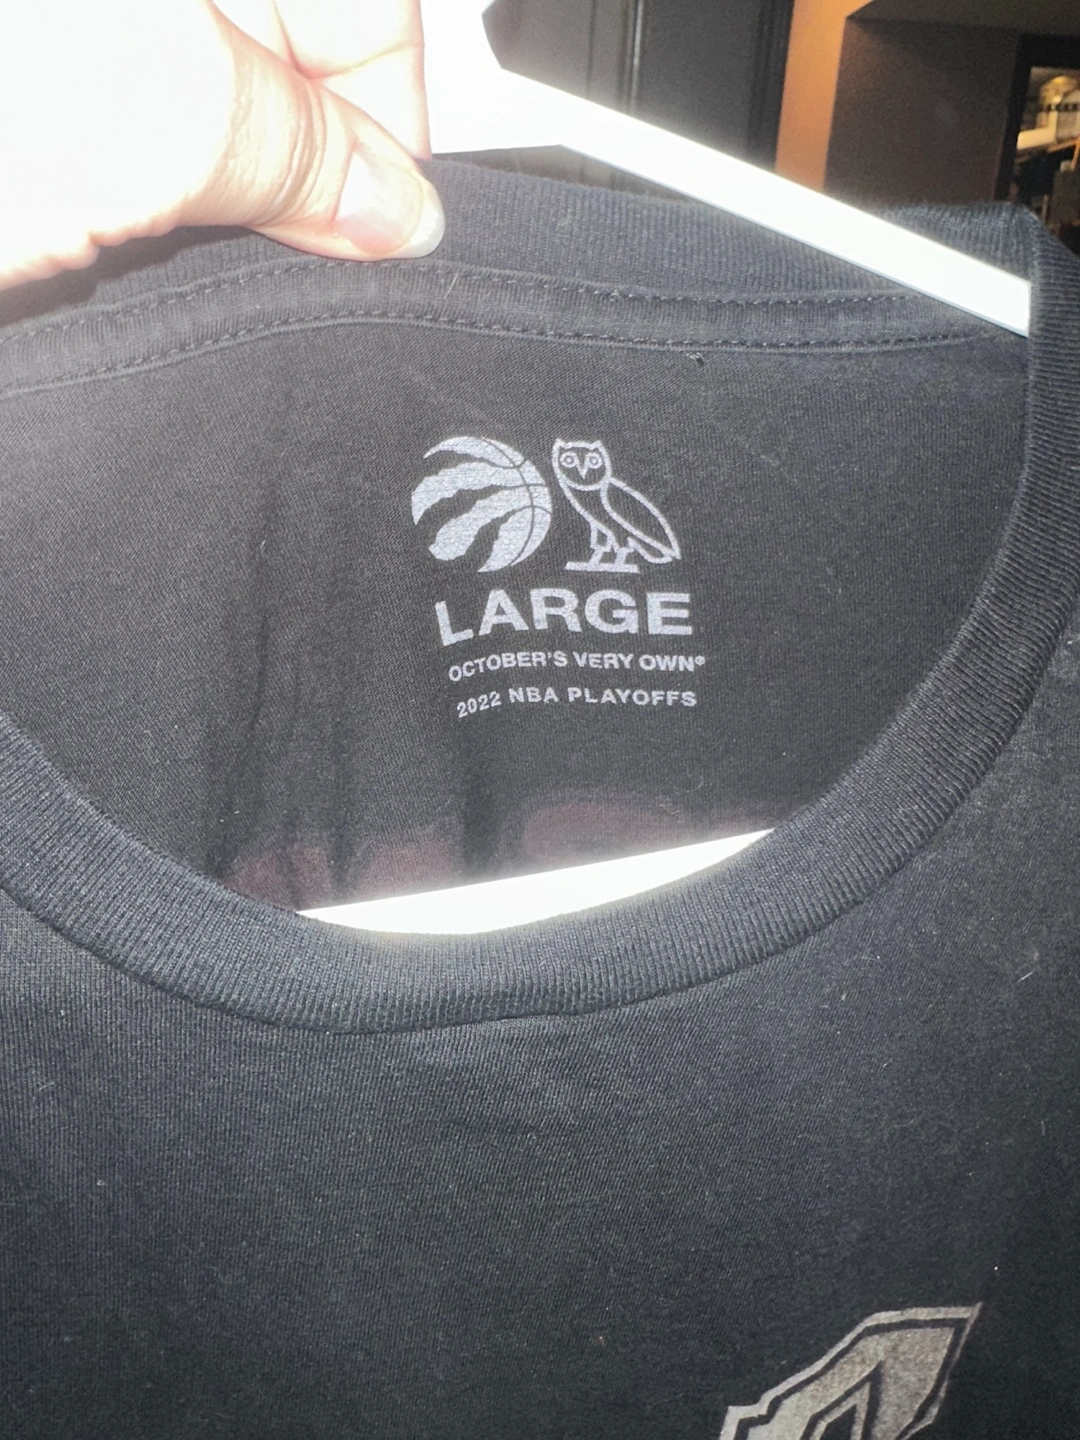 LARGE
OCTOBER'S VERY OWN®
2022 NBA PLAYOFFS